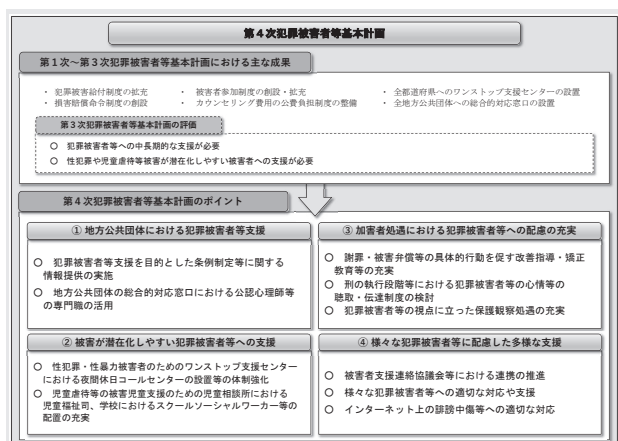 第４次犯罪被害者等基本計画
第１次～第３次犯罪被害者等基本計画における主な成果
・ 犯罪被害給付制度の拡充 ・ 被害者参加制度の創設・拡充 ・ 全都道府県へのワンストップ支援センターの設置
・ 損害賠償命令制度の創設 ・ カウンセリング費用の公費負担制度の整備 ・ 全地方公共団体への総合的対応窓口の設置
第３次犯罪被害者等基本計画の評価
○ 犯罪被害者等への中長期的な支援が必要
○ 性犯罪や児童虐待等被害が潜在化しやすい被害者への支援が必要
第４次犯罪被害者等基本計画のポイント
① 地方公共団体における犯罪被害者等支援
○ 犯罪被害者等支援を目的とした条例制定等に関する
情報提供の実施
○ 地方公共団体の総合的対応窓口における公認心理師等
の専門職の活用
② 被害が潜在化しやすい犯罪被害者等への支援
○ 性犯罪・性暴力被害者のためのワンストップ支援センター
における夜間休日コールセンターの設置等の体制強化
○ 児童虐待等の被害児童支援のための児童相談所における
児童福祉司、学校におけるスクールソーシャルワーカー等の
配置の充実
③ 加害者処遇における犯罪被害者等への配慮の充実
○ 謝罪・被害弁償等の具体的行動を促す改善指導・矯正
教育等の充実
○ 刑の執行段階等における犯罪被害者等の心情等の
聴取・伝達制度の検討
○ 犯罪被害者等の視点に立った保護観察処遇の充実
④ 様々な犯罪被害者等に配慮した多様な支援
○ 被害者支援連絡協議会等における連携の推進
○ 様々な犯罪被害者等への適切な対応や支援
○ インターネット上の誹謗中傷等への適切な対応